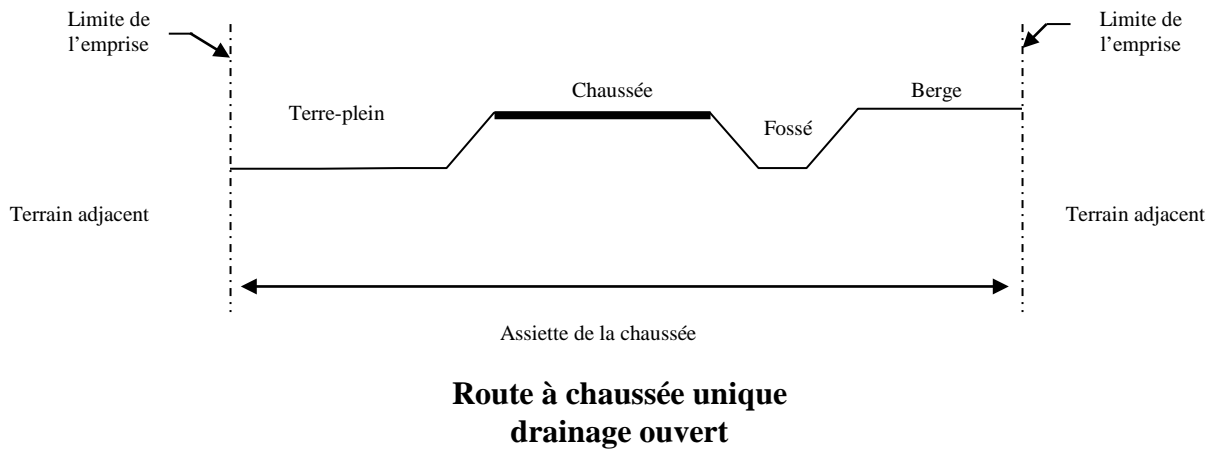 Limite de
l’emprise
Limite de
l’emprise
Terre-plein
Chaussée
Fossé
Berge
Terrain adjacent
Terrain adjacent
Assiette de la chaussée
Route à chaussée unique
drainage ouvert